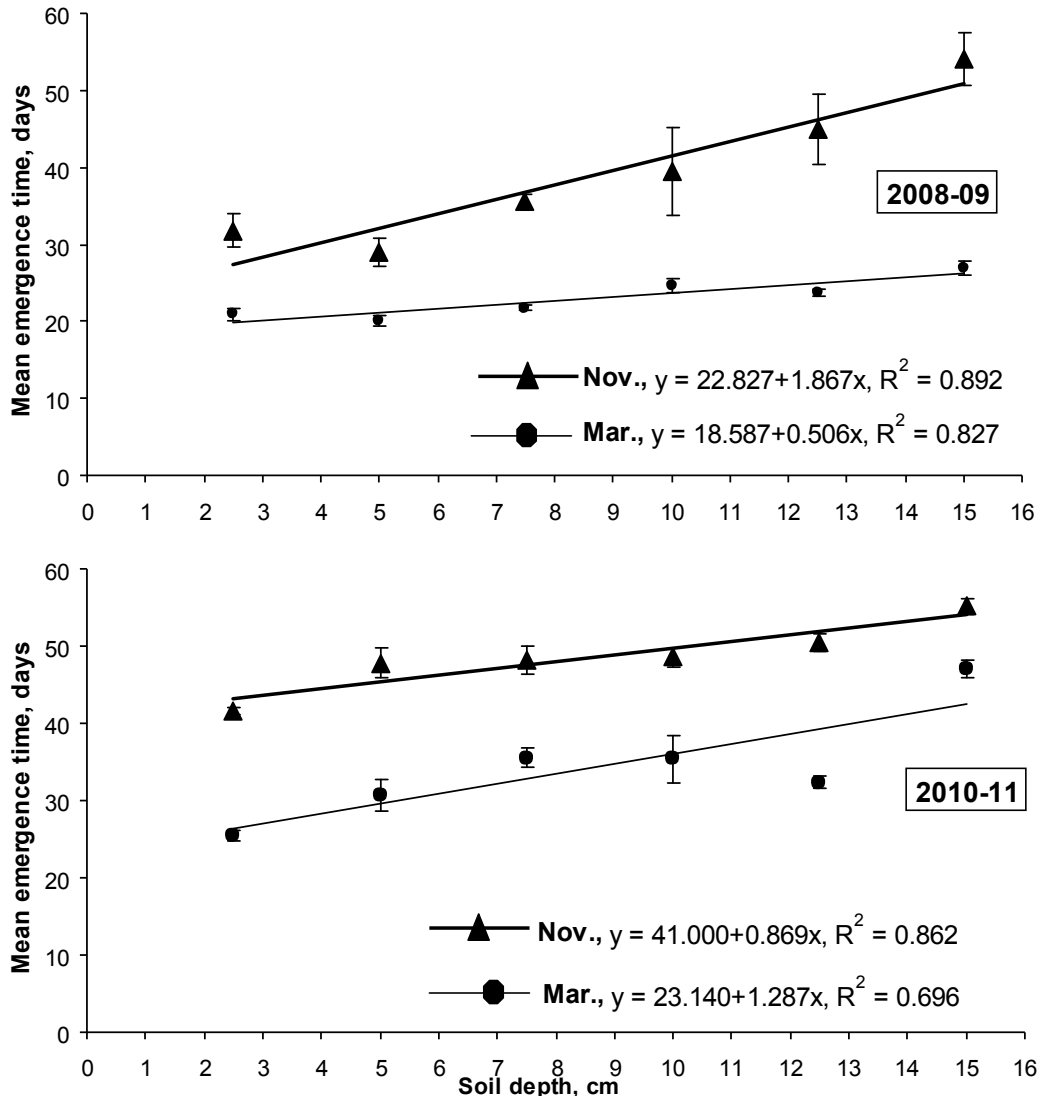 Mean emergence time, days
60
50
40
30
20
10
0
2008-09
Nov., y = 22.827+1.867x, R² = 0.892
Mar., y = 18.587+0.506x, R² = 0.827
0 1 2 3 4 5 6 7 8 9 10 11 12 13 14 15 16
Mean emergence time, days
60
50
40
30
20
10
0
2010-11
Nov., y = 41.000+0.869x, R² = 0.862
Mar., y = 23.140+1.287x, R² = 0.696
0 1 2 3 4 5 6 7 8 9 10 11 12 13 14 15 16
Soil depth, cm